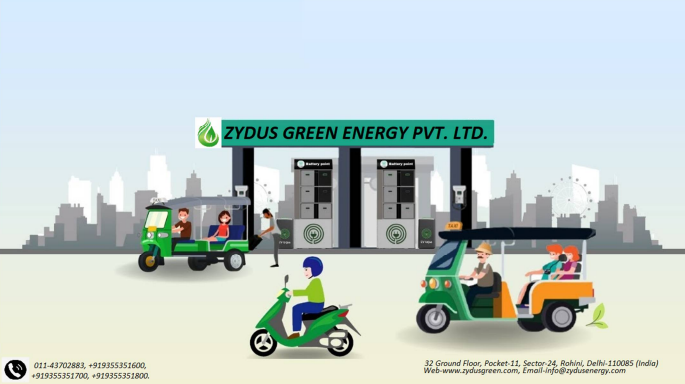 ZYDUS GREEN ENERGY PVT. LTD.
Battery point
Battery point
TAXI
011-43702883, +919355351600,
+919355351700, +919355351800.
32 Ground Floor, Pocket-11, Sector-24, Rohini, Delhi-110085 (India)
Web-www.zydusgreen.com, Email-info@zydusenergy.com